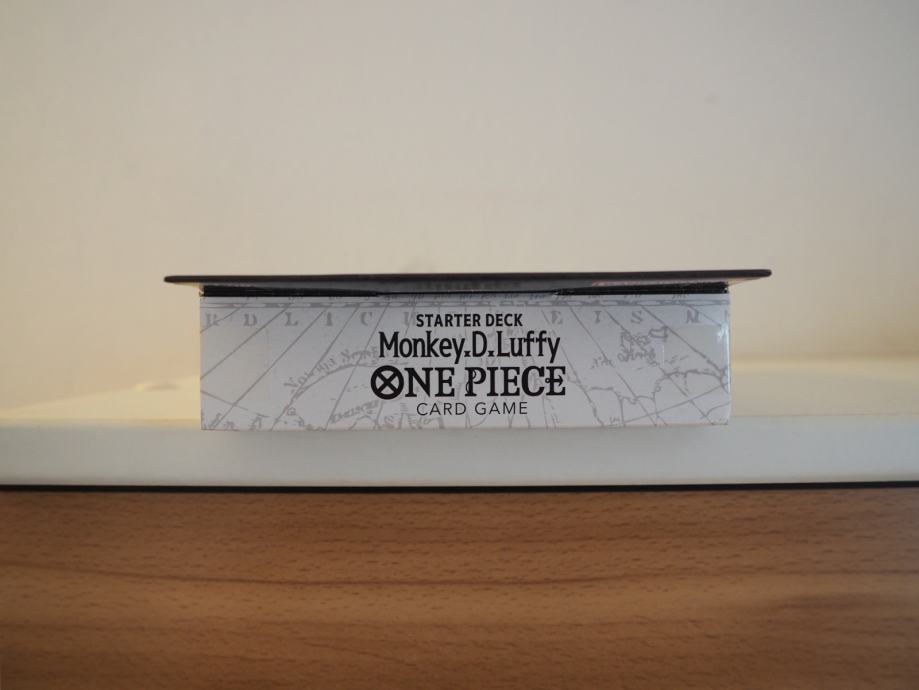 STARTER DECK
Monkey.D.Luffy
ONE PIECE
CARD GAME